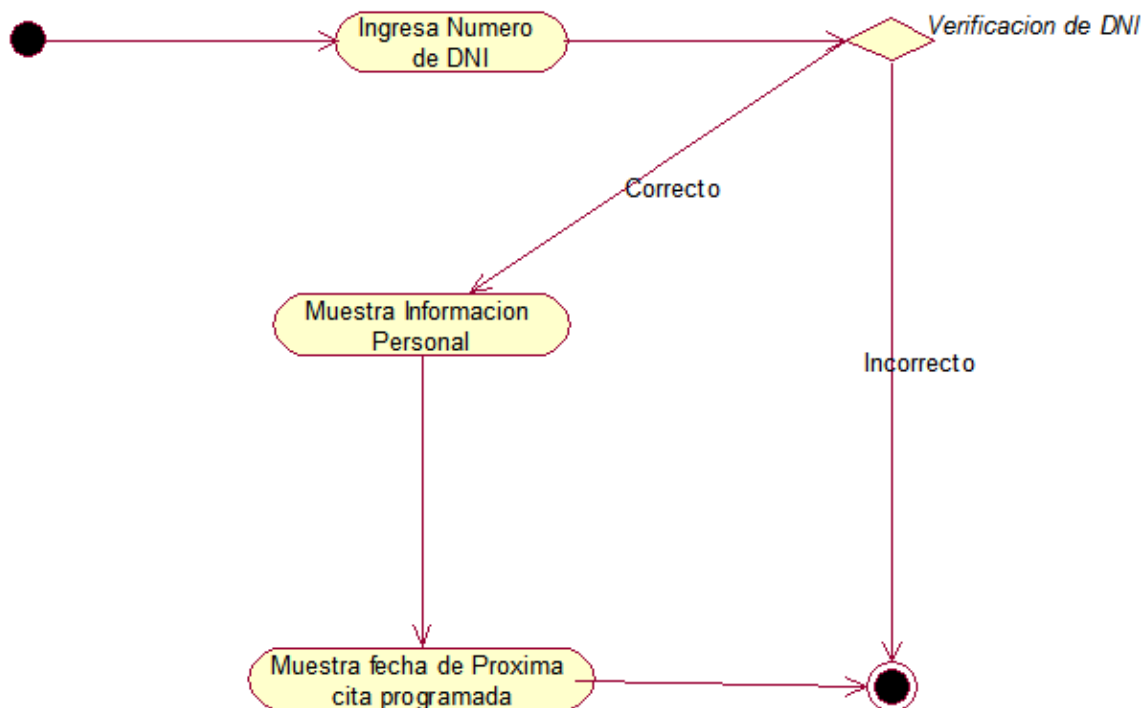 Ingresa Numero
de DNI
Verificacion de DNI
Correcto
Muestra Informacion
Personal
Incorrecto
Muestra fecha de Proxima
cita programada